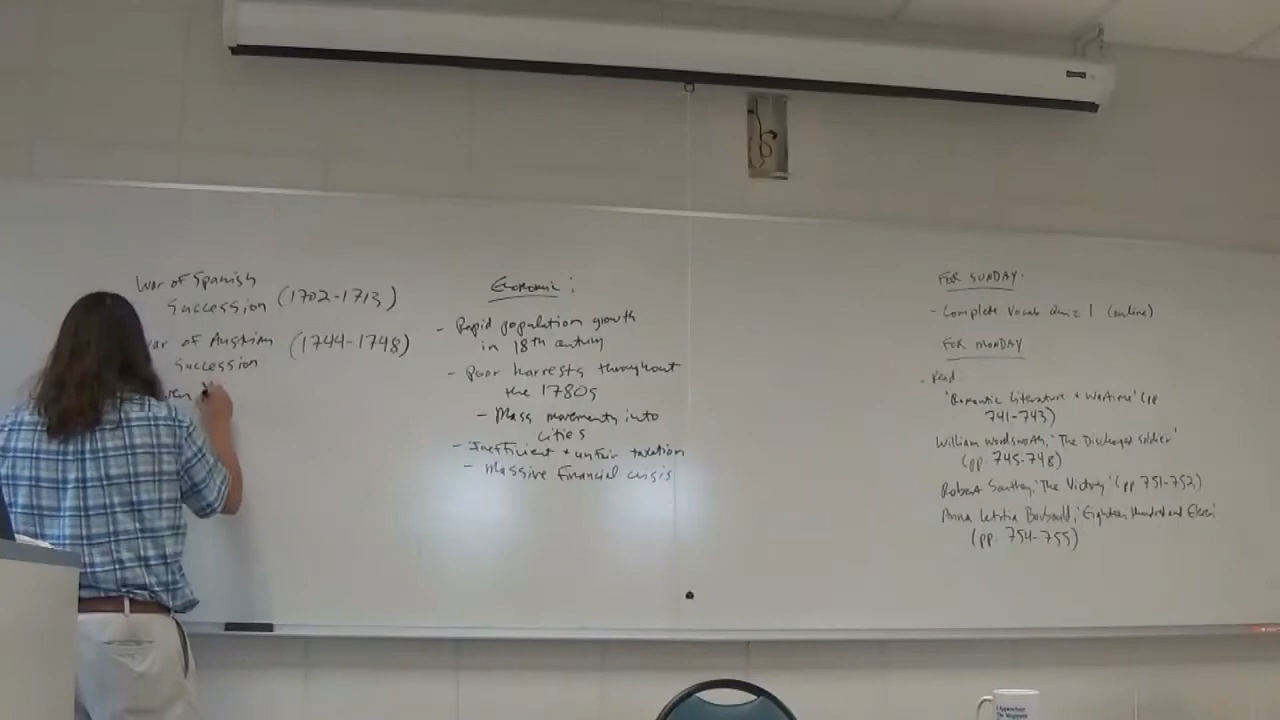 War of Spanish
Succession (1702-1713)
war of Austrian (1744-1748)
Succession
Economic:
- Rapid population growth
in 18th century
- Poor harvests throughout
the 1780s
- Mass movements into
cities
- Inefficient + unfair taxation
- Massive financial crisis
FOR SUNDAY.
- Complete Vocab Quiz 1 (online)
FOR MONDAY
- Read
'Romantic Literature + Wartime' (pp
741-743)
William Wordsworth, 'The Discharged Soldier'
(pp 745-748)
Robert Southey, 'The Victory' (pp 751-752)
Anna Letitia Barbauld, 'Eighteen Hundred and Eleven'
(pp. 754-755)
I Appreciate